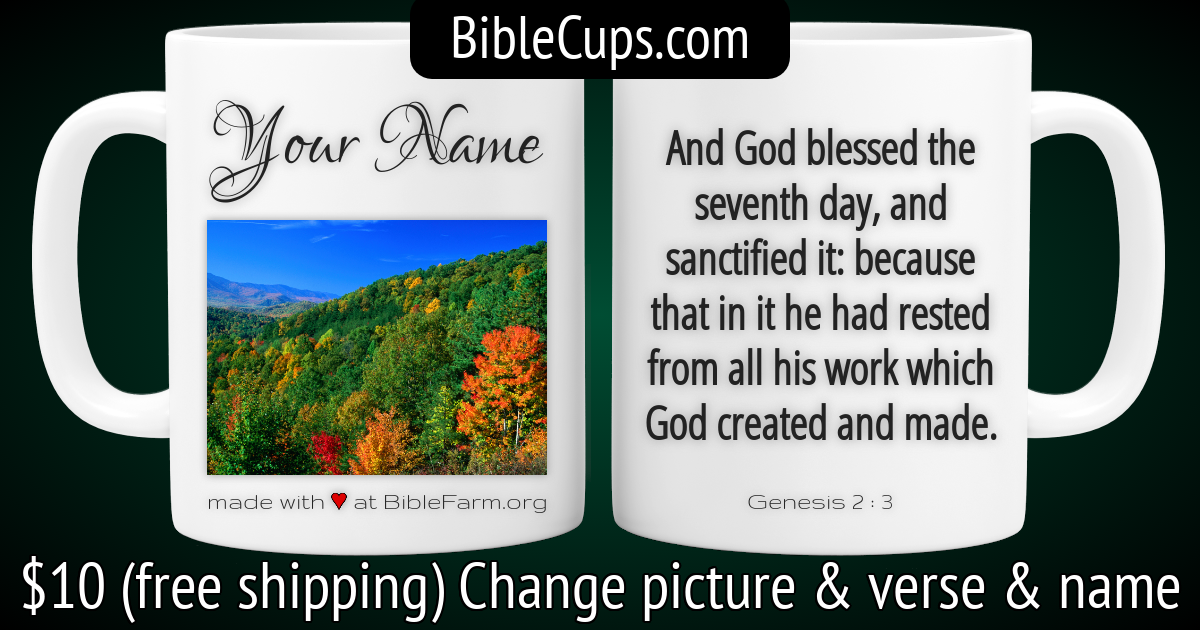 BibleCups.com
Your Name
made with ♥ at BibleFarm.org
And God blessed the
seventh day, and
sanctified it: because
that in it he had rested
from all his work which
God created and made.
Genesis 2 : 3
$10 (free shipping) Change picture & verse & name